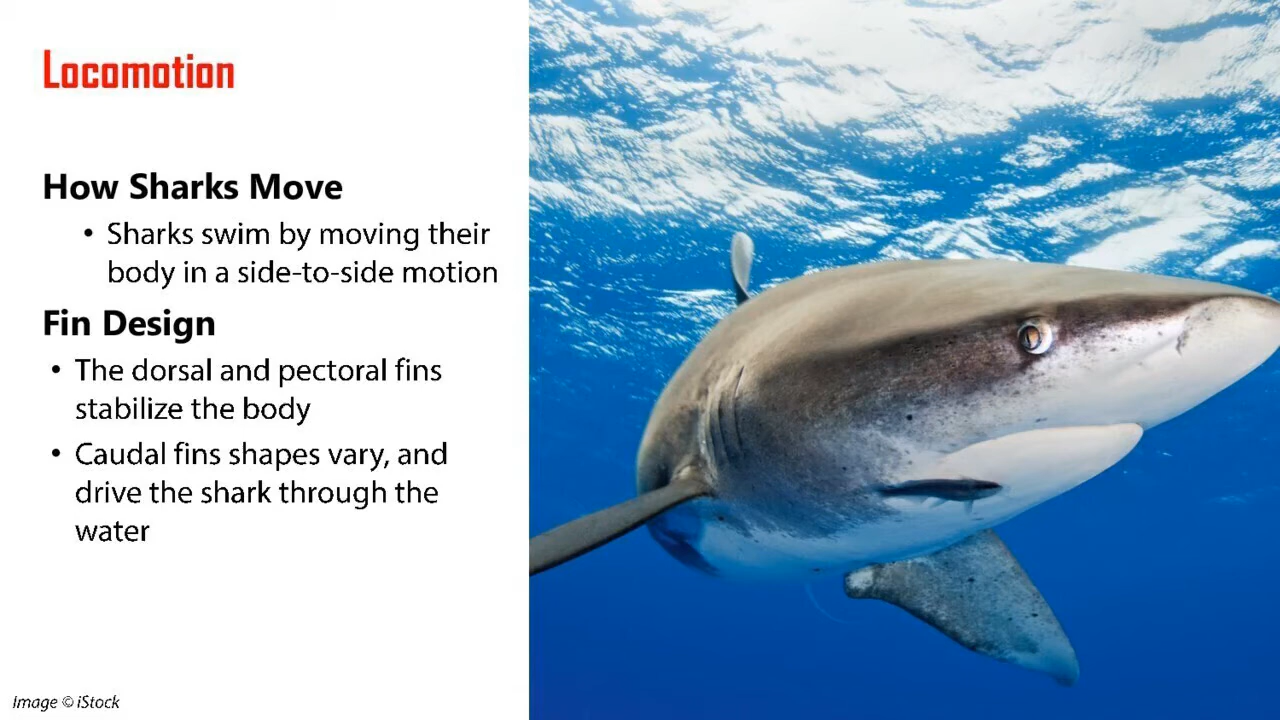 Locomotion
How Sharks Move
• Sharks swim by moving their
body in a side-to-side motion
Fin Design
• The dorsal and pectoral fins
stabilize the body
• Caudal fins shapes vary, and
drive the shark through the
water
Image © iStock